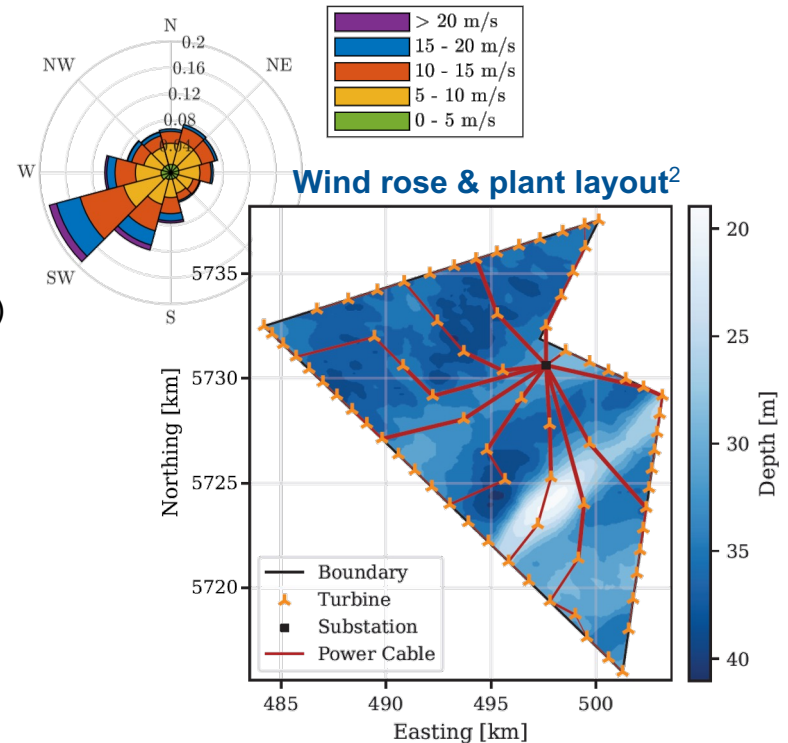 N
NE
NW
W
SW
S
0.2
0.16
0.12
0.08
0.04
> 20 m/s
15 - 20 m/s
10 - 15 m/s
5 - 10 m/s
0 - 5 m/s
)
Wind rose & plant layout²
Northing [km]
5735
5730
5725
5720
Boundary
Turbine
Substation
Power Cable
485
490
495
500
Easting [km]
20
25
30
35
40
Depth [m]